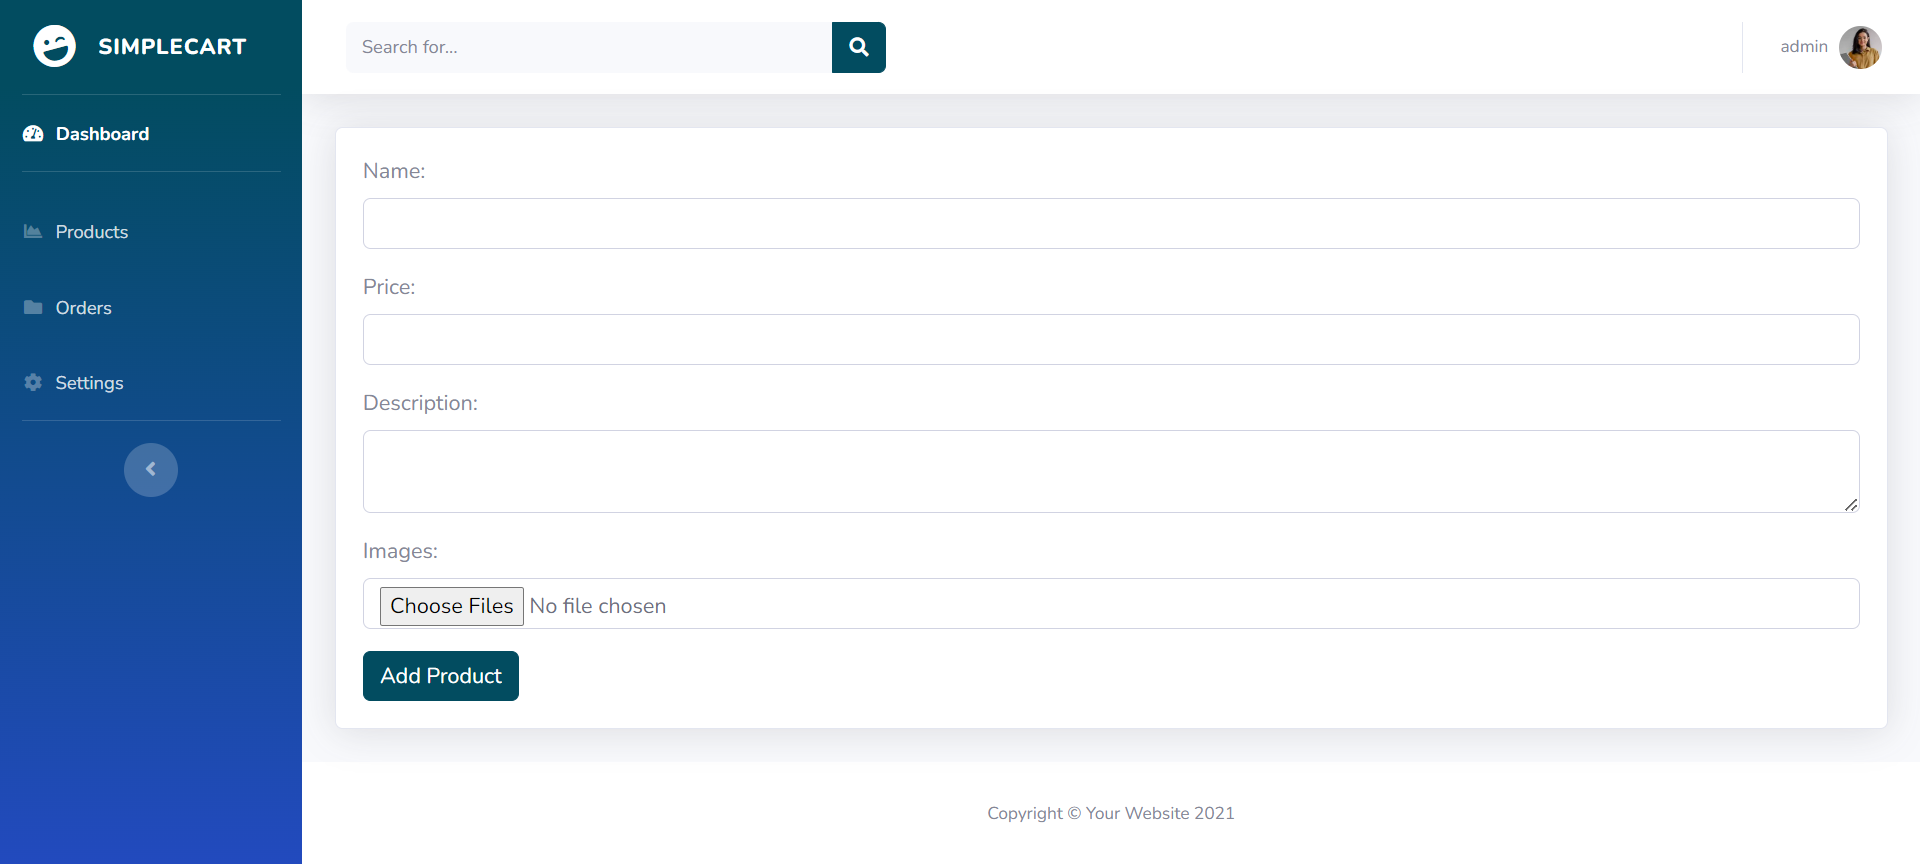 SIMPLECART
Search for...
admin
Dashboard
Products
Orders
Settings
Name:
Price:
Description:
Images:
Choose Files No file chosen
Add Product
Copyright © Your Website 2021